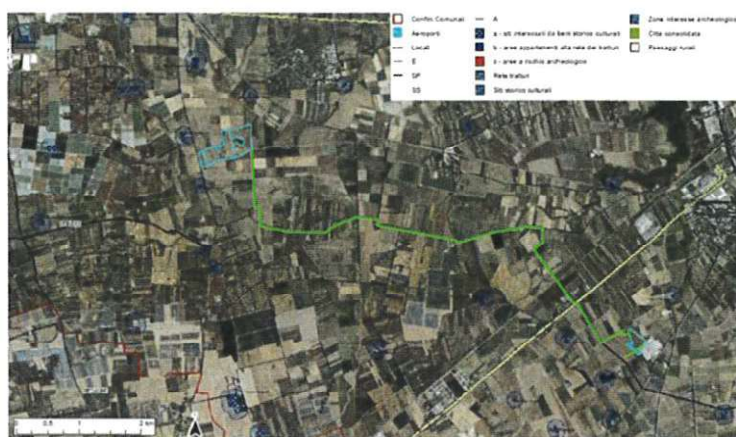 Confini Comunali
Aeroporti
Locali
E
SP
SS
A
a - siti interessati da beni storico culturali
b - aree appartenenti alla rete dei tratturi
c - aree a rischio archeologico
Rete tratturi
Siti storico culturali
Zone interesse archeologico
Città consolidata
Paesaggi rurali
0 0.5 1 2 km